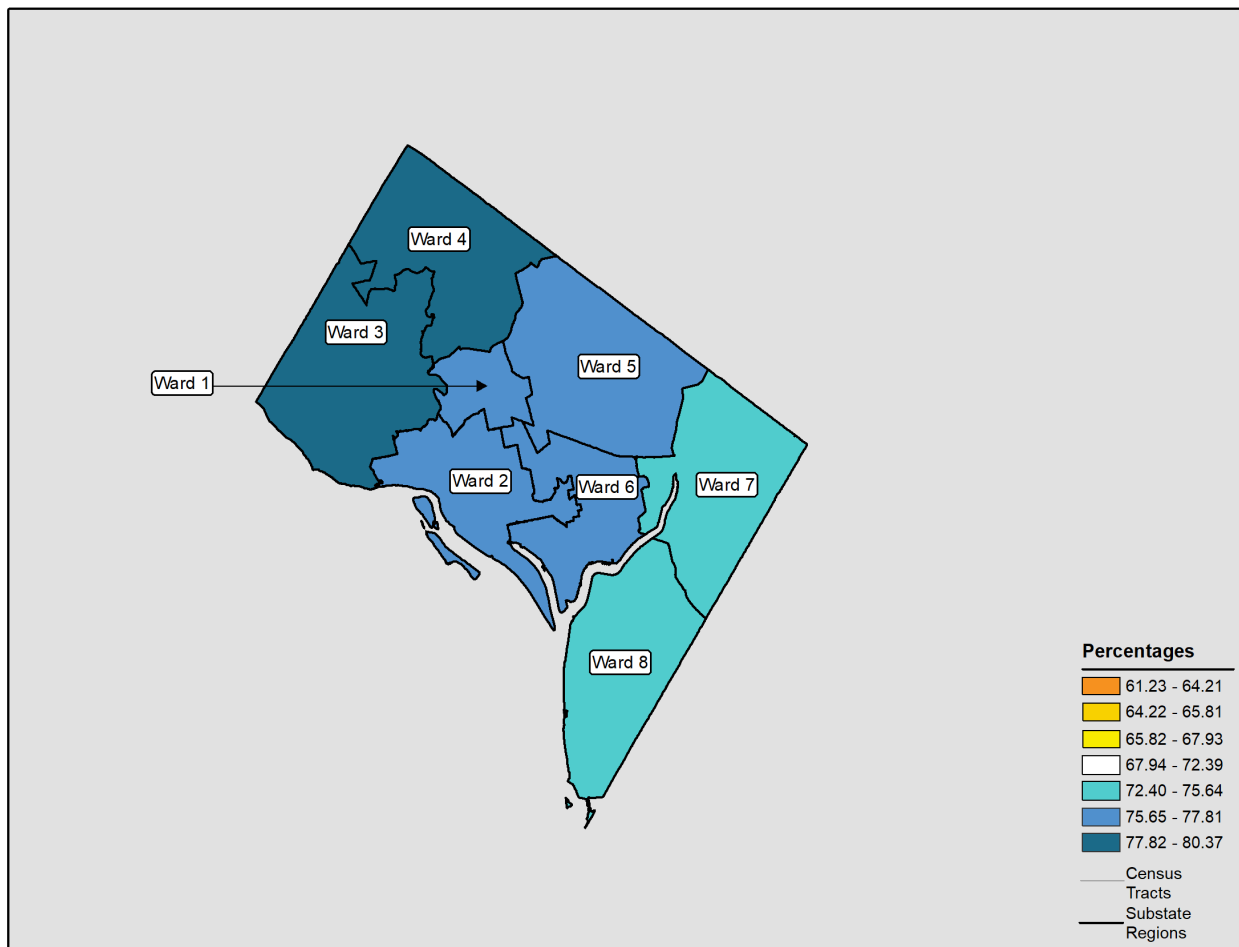 Ward 4
Ward 3
Ward 5
Ward 1
Ward 2
Ward 6
Ward 7
Ward 8
Percentages
61.23 - 64.21
64.22 - 65.81
65.82 - 67.93
67.94 - 72.39
72.40 - 75.64
75.65 - 77.81
77.82 - 80.37
Census
Tracts
Substate
Regions